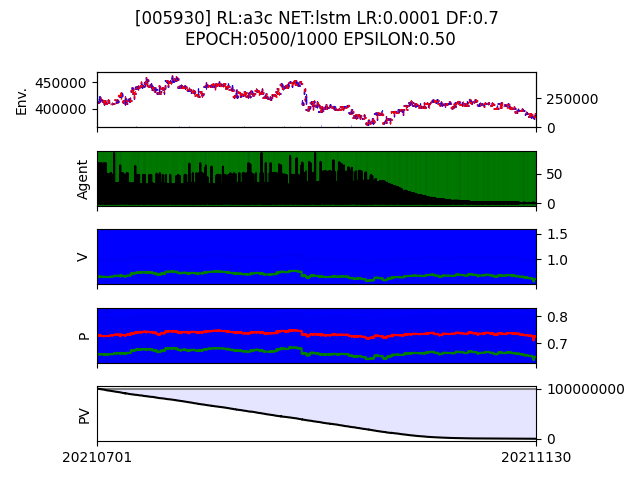 [005930] RL:a3c NET:lstm LR:0.0001 DF:0.7
EPOCH:0500/1000 EPSILON:0.50
Env.
450000
400000
250000
0
Agent
50
0
V
1.5
1.0
P
0.8
0.7
PV
100000000
0
20210701
20211130